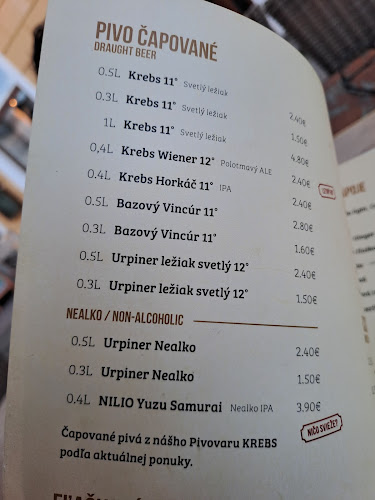 PIVO ČAPOVANÉ
DRAUGHT BEER
0.5L Krebs 11° Svetlý ležiak 2.40€
0.3L Krebs 11° Svetlý ležiak 1.50€
1L Krebs 11° Svetlý ležiak 4.80€
0,4L Krebs Wiener 12° Polotmavý ALE 2.40€
0.4L Krebs Horkáč 11° IPA 2.40€
0.5L Bazový Vincúr 11° 2.80€
0.3L Bazový Vincúr 11° 1.60€
0.5L Urpiner ležiak svetlý 12° 2.40€
0.3L Urpiner ležiak svetlý 12° 1.50€
NEALKO / NON-ALCOHOLIC
0.5L Urpiner Nealko 2.40€
0.3L Urpiner Nealko 1.50€
0.4L NILIO Yuzu Samurai Nealko IPA 3.90€
NIČO SVIEŽE?
Čapované pivá z nášho Pivovaru KREBS
podľa aktuálnej ponuky.